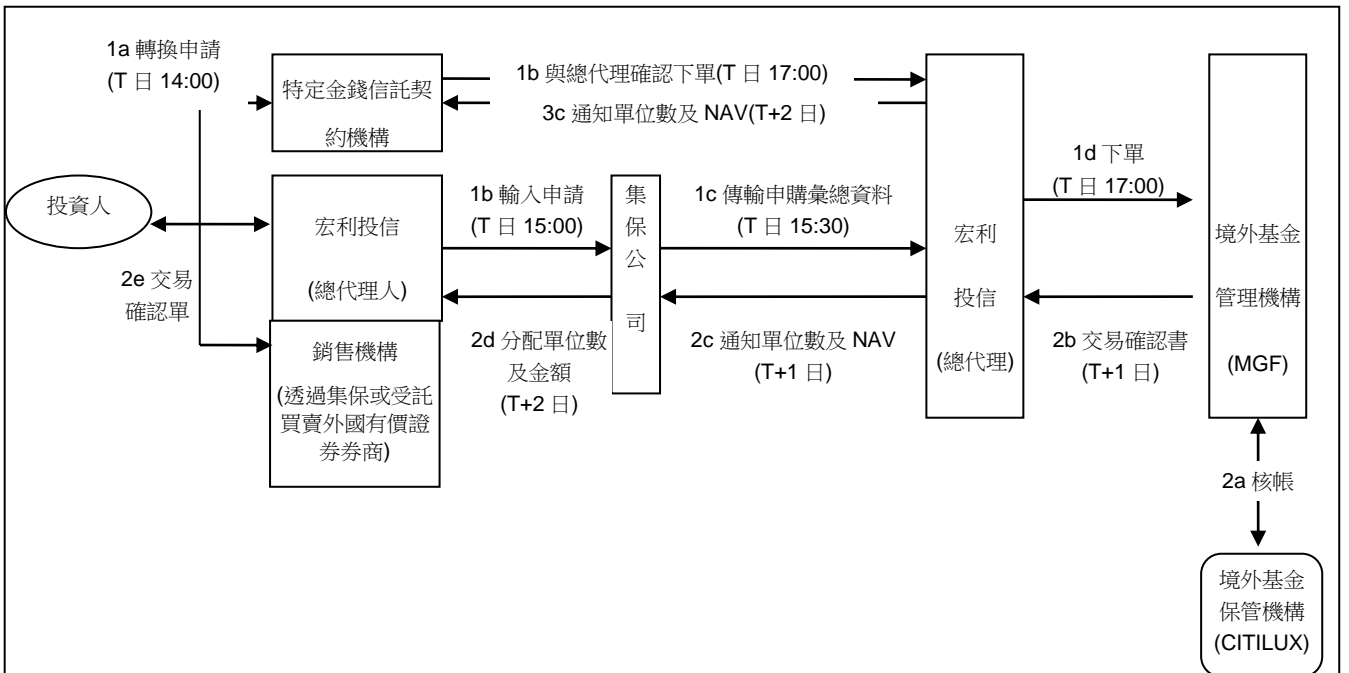 1a 轉換申請
(T 日 14:00)
特定金錢信託契
約機構
1b 與總代理確認下單(T 日 17:00)
3c 通知單位數及 NAV(T+2 日)
投資人
2e 交易
確認單
宏利投信
(總代理人)
銷售機構
(透過集保或受託
買賣外國有價證
券券商)
1b 輸入申請
(T 日 15:00)
2d 分配單位數
及金額
(T+2 日)
集
保
公
司
1c 傳輸申購彙總資料
(T 日 15:30)
2c 通知單位數及 NAV
(T+1 日)
宏利
投信
(總代理)
1d 下單
(T 日 17:00)
2b 交易確認書
(T+1 日)
境外基金
管理機構
(MGF)
2a 核帳
境外基金
保管機構
(CITILUX)